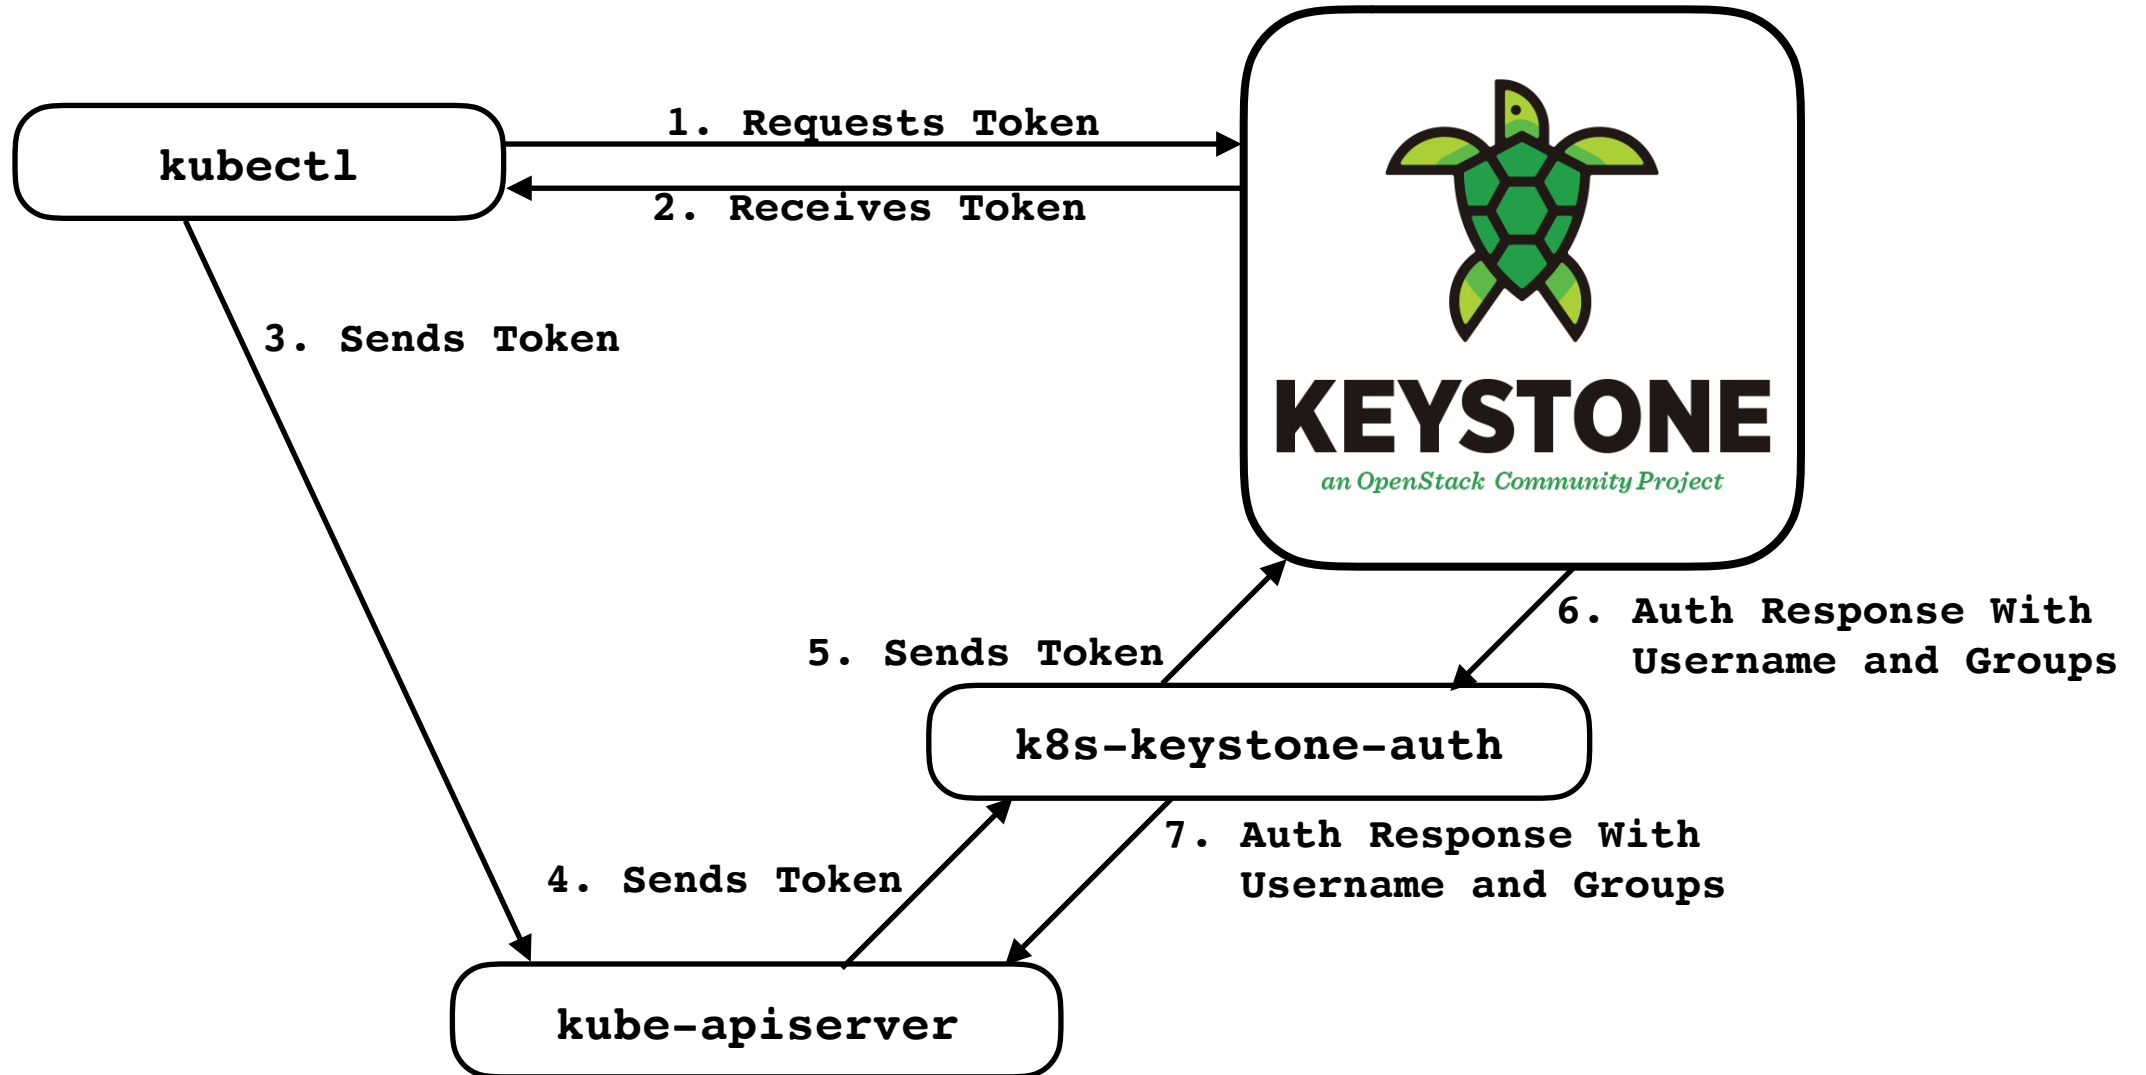 1. Requests Token
kubectl
2. Receives Token
3. Sends Token
KEYSTONE
an OpenStack Community Project
6. Auth Response With
Username and Groups
5. Sends Token
k8s-keystone-auth
7. Auth Response With
Username and Groups
4. Sends Token
kube-apiserver